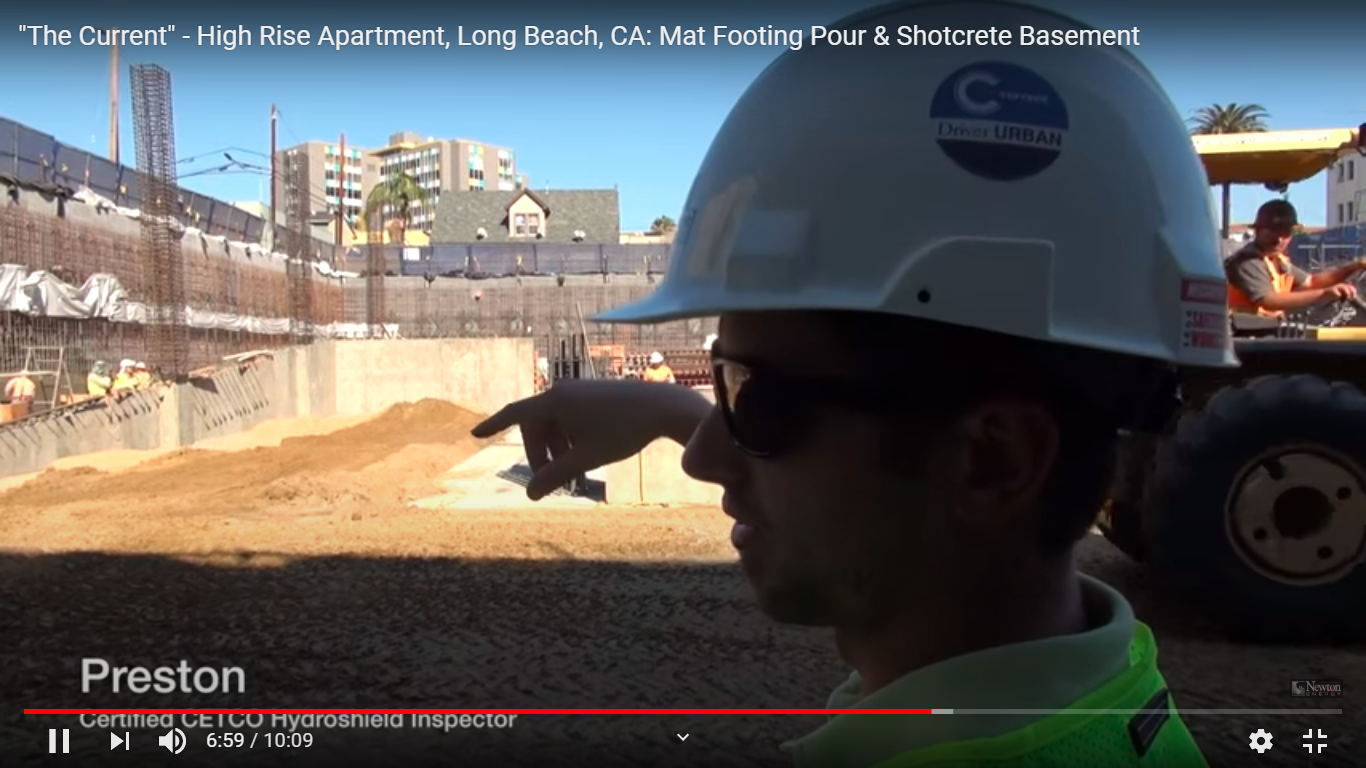 "The Current" - High Rise Apartment, Long Beach, CA: Mat Footing Pour & Shotcrete Basement
C urrent
Driver URBAN
Preston
Newton
Certified CETCO Hydroshield Inspector
6:59 / 10:09